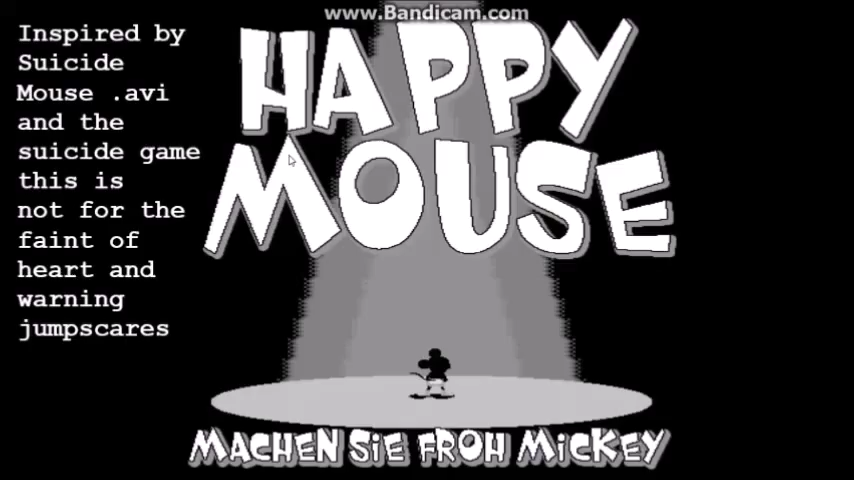 www.Bandicam.com
Inspired by
Suicide
Mouse .avi
and the
suicide game
this is
not for the
faint of
heart and
warning
jumpscares
HAPPY
MOUSE
MACHEN SiE FROH MiCKEY